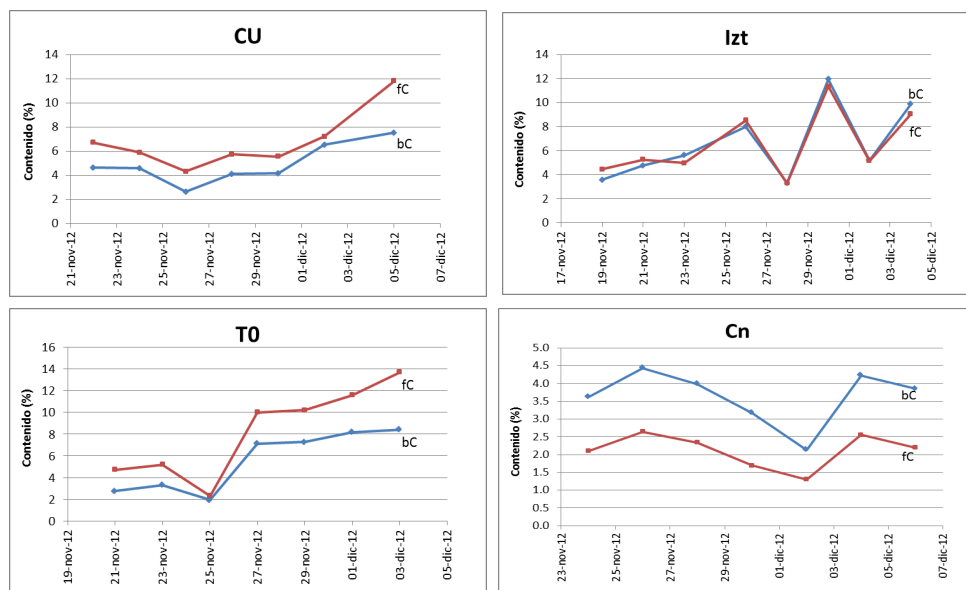 CU
Contenido (%)
14
12
10
8
6
4
2
0
fC
bC
21-nov-12
23-nov-12
25-nov-12
27-nov-12
29-nov-12
01-dic-12
03-dic-12
05-dic-12
07-dic-12
Izt
Contenido (%)
14
12
10
8
6
4
2
0
bC
fC
17-nov-12
19-nov-12
21-nov-12
23-nov-12
25-nov-12
27-nov-12
29-nov-12
01-dic-12
03-dic-12
05-dic-12
T0
Contenido (%)
16
14
12
10
8
6
4
2
0
fC
bC
19-nov-12
21-nov-12
23-nov-12
25-nov-12
27-nov-12
29-nov-12
01-dic-12
03-dic-12
05-dic-12
Cn
Contenido (%)
5.0
4.5
4.0
3.5
3.0
2.5
2.0
1.5
1.0
0.5
0.0
bC
fC
23-nov-12
25-nov-12
27-nov-12
29-nov-12
01-dic-12
03-dic-12
05-dic-12
07-dic-12